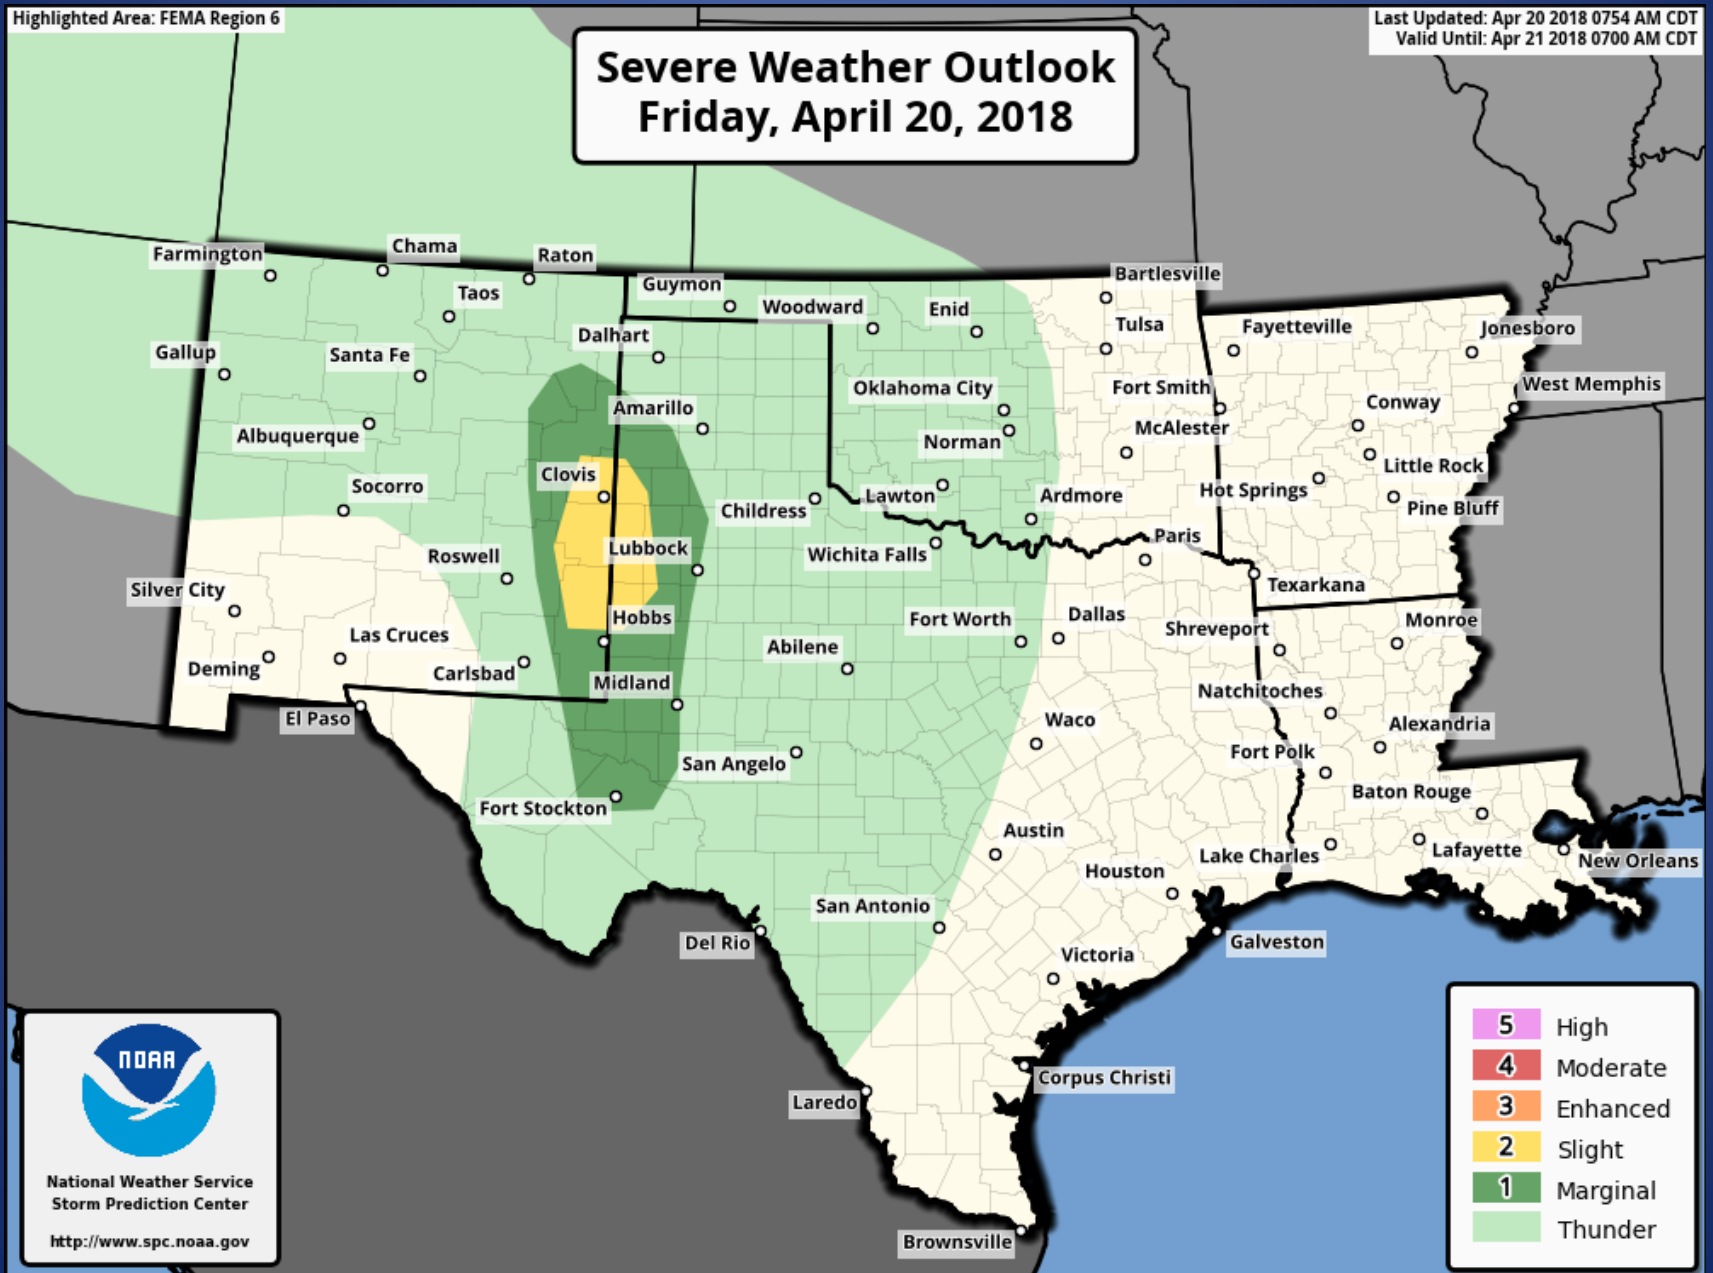 Highlighted Area: FEMA Region 6
Last Updated: Apr 20 2018 0754 AM CDT
Valid Until: Apr 21 2018 0700 AM CDT
Severe Weather Outlook
Friday, April 20, 2018
Farmington
Chama
Raton
Taos
Guymon
Woodward
Enid
Bartlesville
Tulsa
Fayetteville
Jonesboro
Gallup
Santa Fe
Dalhart
Oklahoma City
Fort Smith
West Memphis
Amarillo
Conway
Albuquerque
Norman
McAlester
Little Rock
Clovis
Socorro
Childress
Lawton
Ardmore
Hot Springs
Pine Bluff
Roswell
Lubbock
Wichita Falls
Paris
Texarkana
Silver City
Hobbs
Fort Worth
Dallas
Shreveport
Monroe
Las Cruces
Deming
Carlsbad
Midland
Abilene
Natchitoches
El Paso
Waco
Alexandria
San Angelo
Fort Polk
Fort Stockton
Baton Rouge
Austin
Lake Charles
Lafayette
New Orleans
Houston
San Antonio
Del Rio
Galveston
Victoria
Laredo
Corpus Christi
Brownsville
NOAA
National Weather Service
Storm Prediction Center
http://www.spc.noaa.gov
5 High
4 Moderate
3 Enhanced
2 Slight
1 Marginal
Thunder